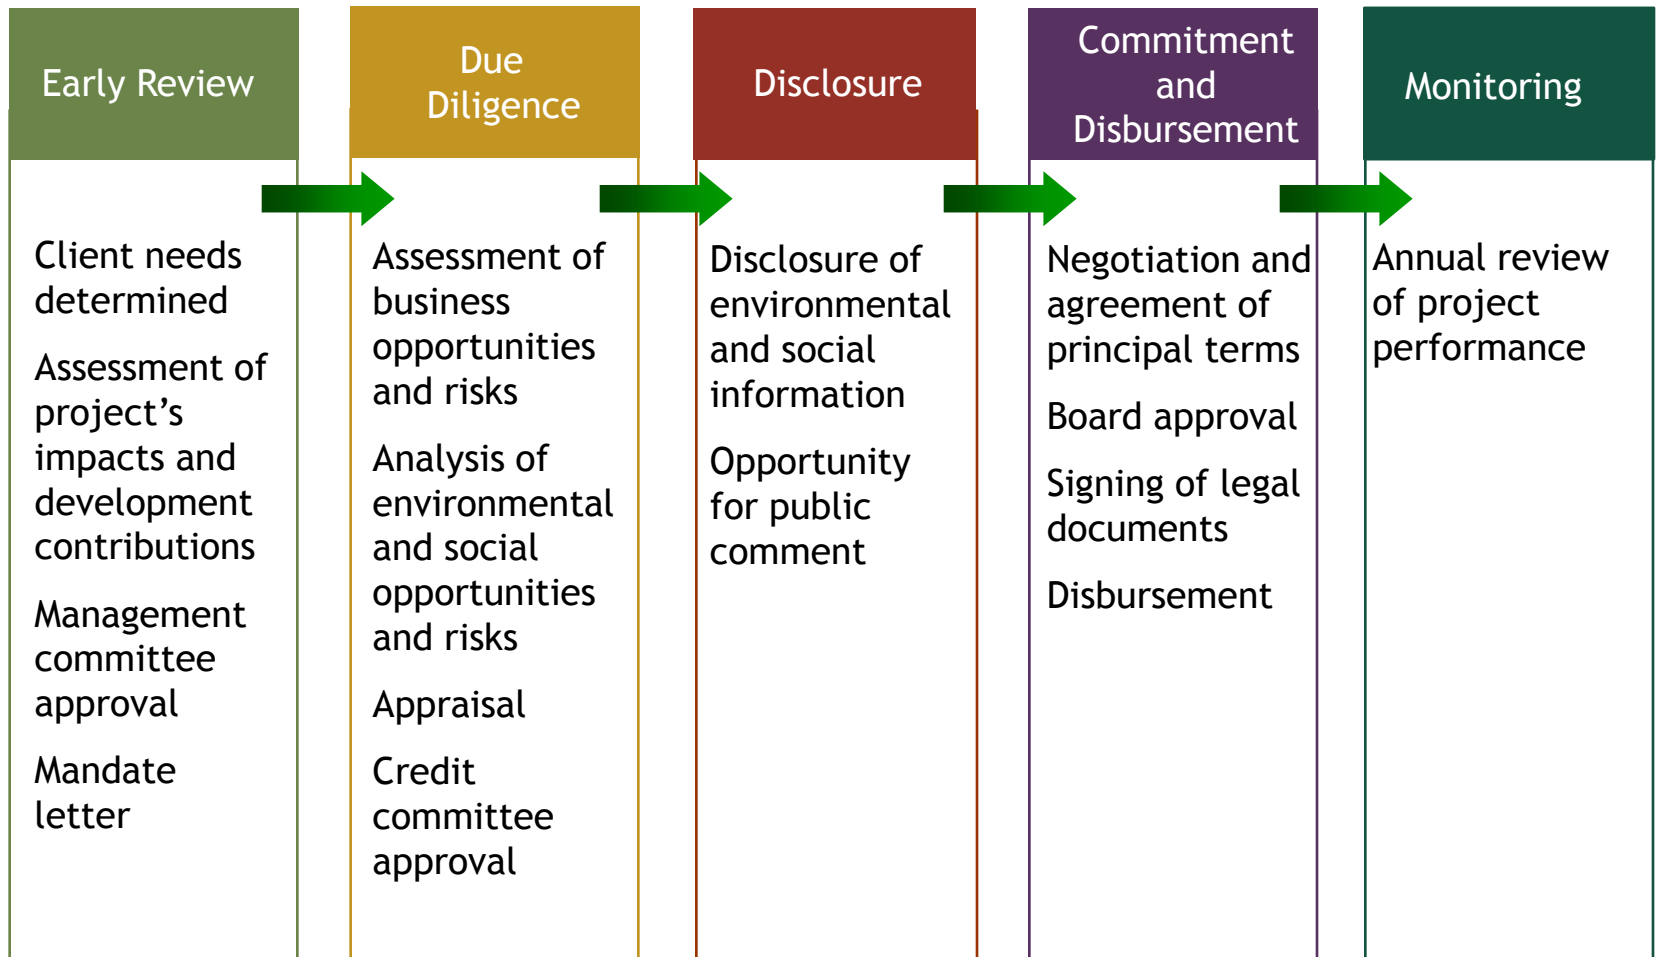 Early Review
Client needs
determined
Assessment of
project’s
impacts and
development
contributions
Management
committee
approval
Mandate
letter
Due
Diligence
Assessment of
business
opportunities
and risks
Analysis of
environmental
and social
opportunities
and risks
Appraisal
Credit
committee
approval
Disclosure
Disclosure of
environmental
and social
information
Opportunity
for public
comment
Commitment
and
Disbursement
Negotiation and
agreement of
principal terms
Board approval
Signing of legal
documents
Disbursement
Monitoring
Annual review
of project
performance